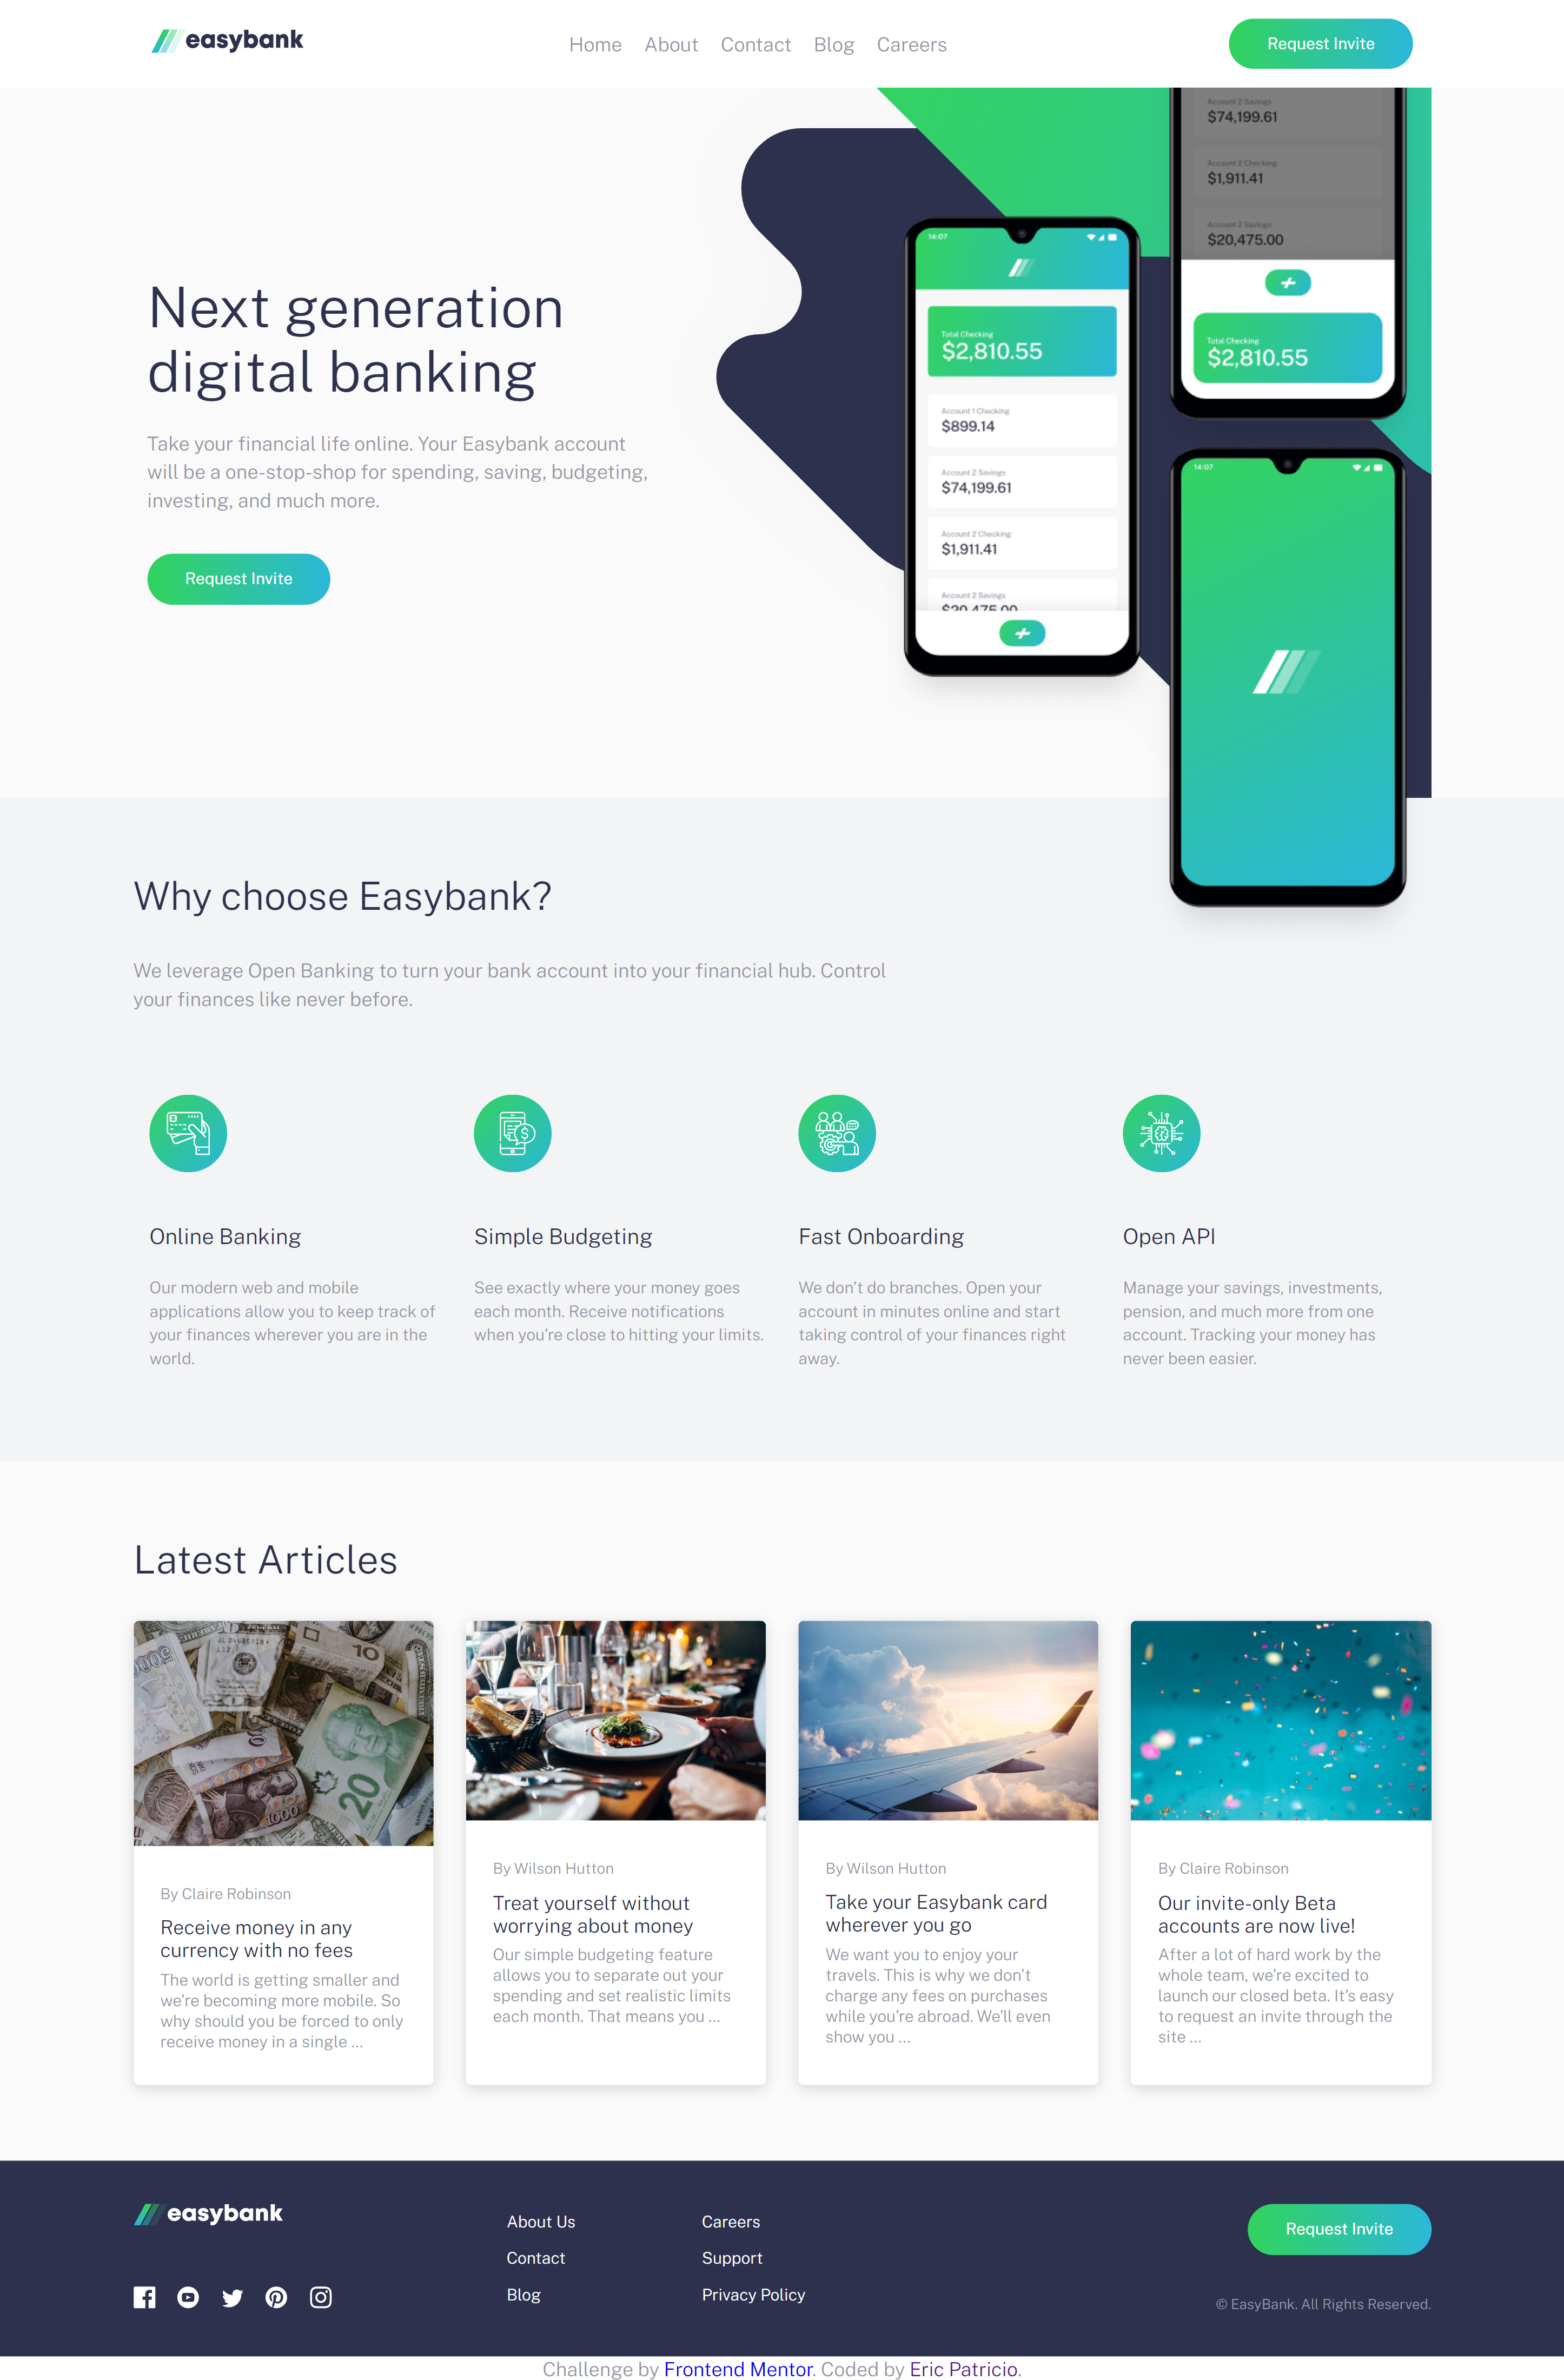 easybank
Home About Contact Blog Careers
Request Invite
Next generation
digital banking
Take your financial life online. Your Easybank account
will be a one-stop-shop for spending, saving, budgeting,
investing, and much more.
Request Invite
14:07
Total Checking
$2,810.55
Account 1 Checking
$899.14
Account 2 Savings
$74,199.61
Account 2 Checking
$1,911.41
Account 2 Savings
$20,475.00
Account 2 Savings
$74,199.61
Account 2 Checking
$1,911.41
Account 2 Savings
$20,475.00
Total Checking
$2,810.55
14:07
Why choose Easybank?
We leverage Open Banking to turn your bank account into your financial hub. Control
your finances like never before.
Online Banking
Our modern web and mobile
applications allow you to keep track of
your finances wherever you are in the
world.
Simple Budgeting
See exactly where your money goes
each month. Receive notifications
when you’re close to hitting your limits.
Fast Onboarding
We don’t do branches. Open your
account in minutes online and start
taking control of your finances right
away.
Open API
Manage your savings, investments,
pension, and much more from one
account. Tracking your money has
never been easier.
Latest Articles
10
20
1000
By Claire Robinson
Receive money in any
currency with no fees
The world is getting smaller and
we’re becoming more mobile. So
why should you be forced to only
receive money in a single …
By Wilson Hutton
Treat yourself without
worrying about money
Our simple budgeting feature
allows you to separate out your
spending and set realistic limits
each month. That means you …
By Wilson Hutton
Take your Easybank card
wherever you go
We want you to enjoy your
travels. This is why we don’t
charge any fees on purchases
while you’re abroad. We’ll even
show you …
By Claire Robinson
Our invite-only Beta
accounts are now live!
After a lot of hard work by the
whole team, we’re excited to
launch our closed beta. It’s easy
to request an invite through the
site …
easybank
About Us
Contact
Blog
Careers
Support
Privacy Policy
Request Invite
© EasyBank. All Rights Reserved.
Challenge by Frontend Mentor. Coded by Eric Patricio.